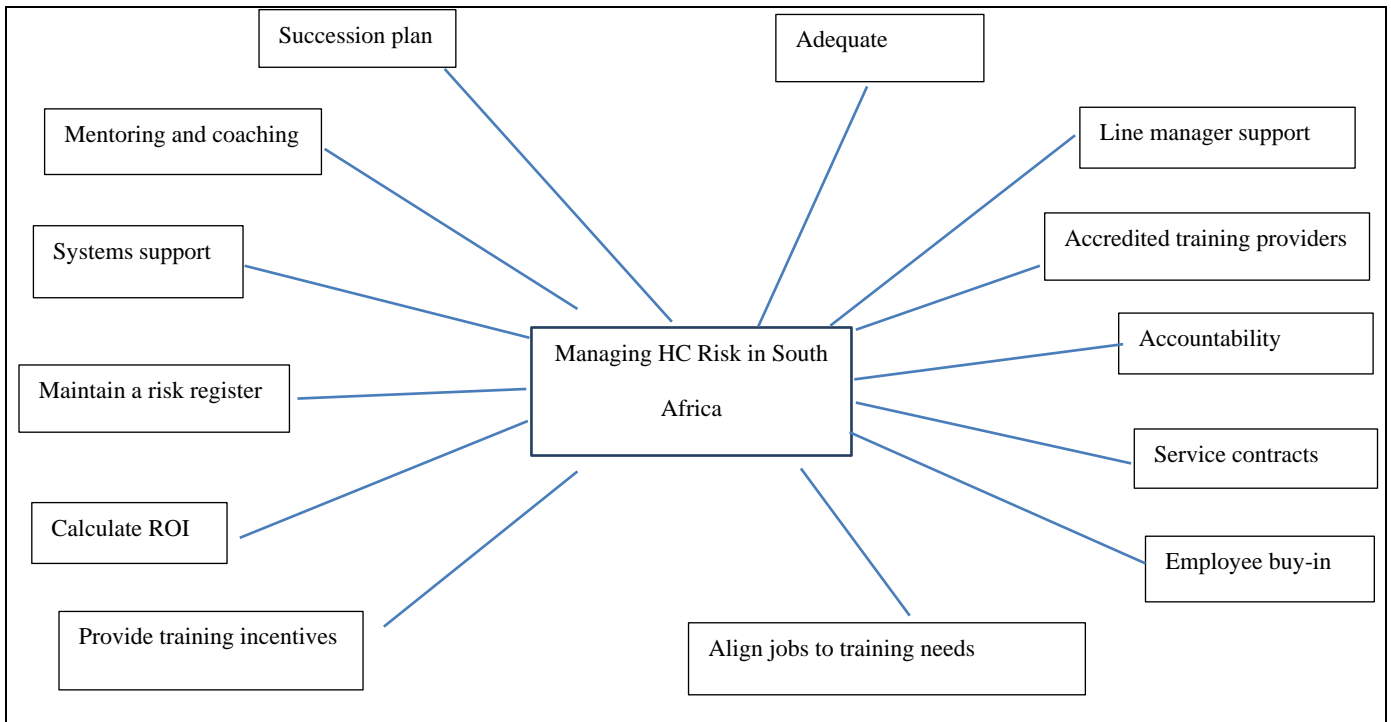 Succession plan
Adequate
Mentoring and coaching
Line manager support
Systems support
Accredited training providers
Managing HC Risk in South
Africa
Accountability
Maintain a risk register
Service contracts
Calculate ROI
Employee buy-in
Provide training incentives
Align jobs to training needs